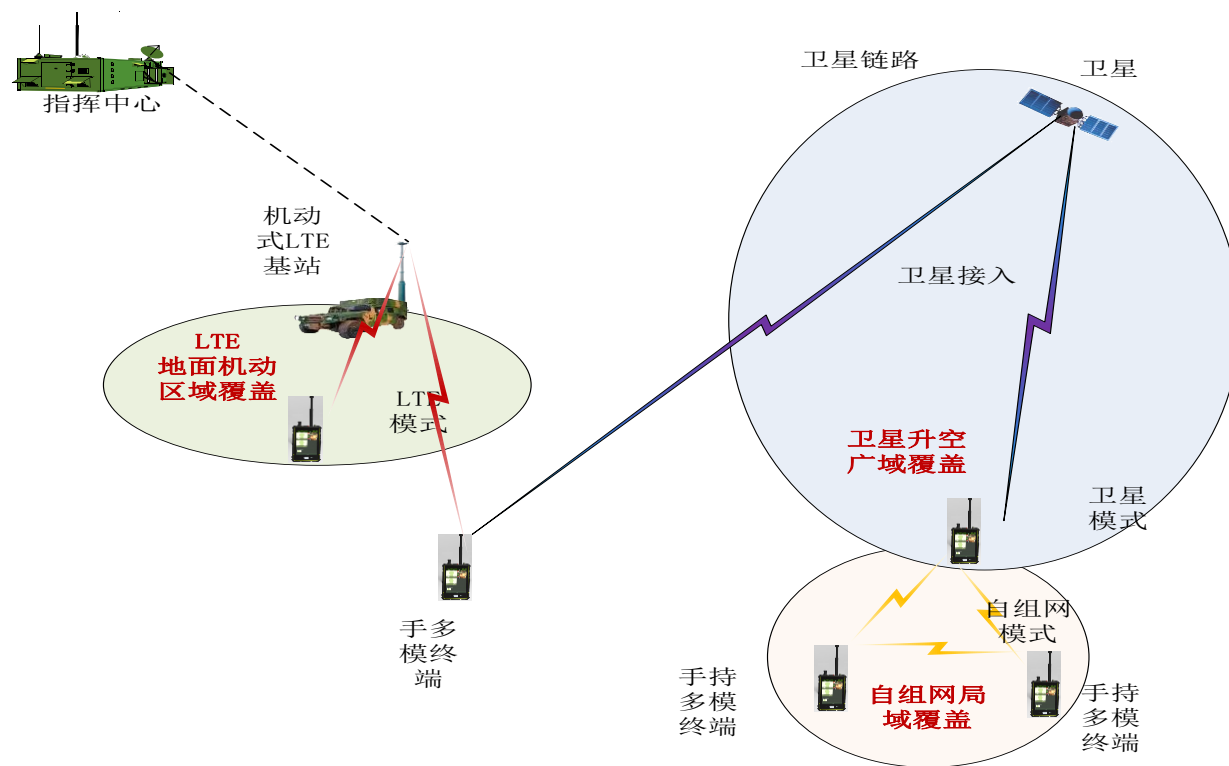 卫星链路
卫星
指挥中心
机动
式LTE
基站
卫星接入
LTE
地面机动
区域覆盖
LTE
模式
卫星升空
广域覆盖
卫星
模式
自组网
模式
手多
模终
端
手持
多模
终端
自组网局
域覆盖
手持
多模
终端